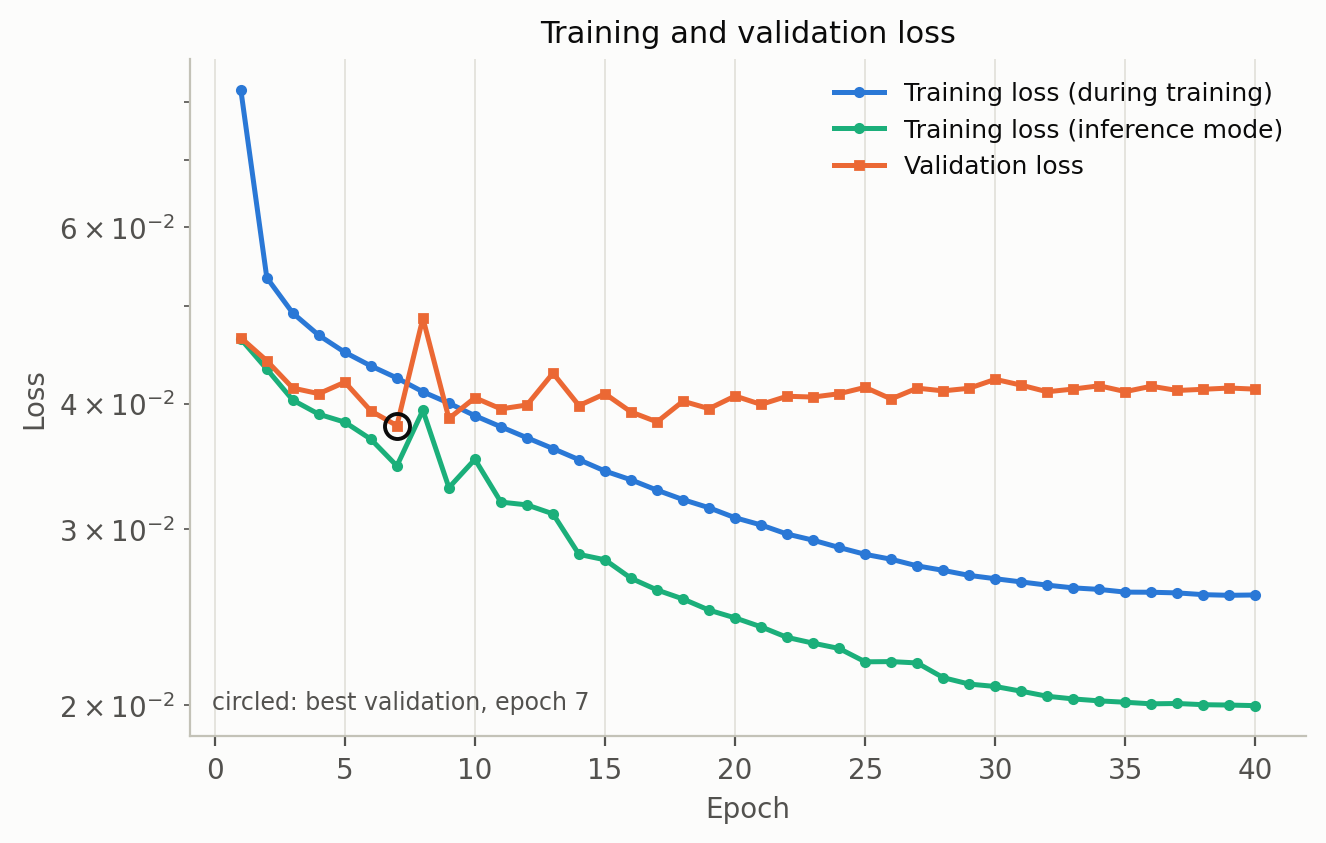 Training and validation loss
Training loss (during training)
Training loss (inference mode)
Validation loss
6 × 10⁻²
4 × 10⁻²
3 × 10⁻²
2 × 10⁻²
Loss
circled: best validation, epoch 7
0 5 10 15 20 25 30 35 40
Epoch